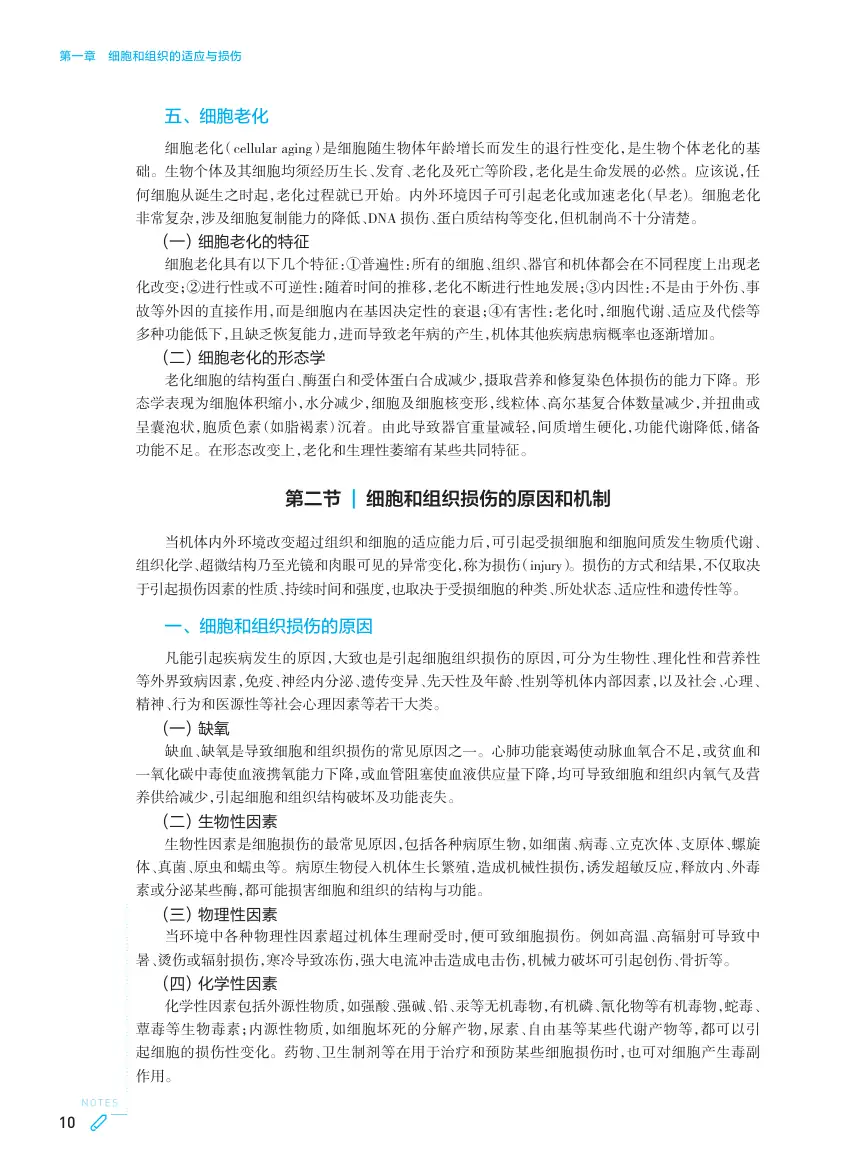 第一章　细胞和组织的适应与损伤
五、细胞老化
细胞老化(cellular aging)是细胞随生物体年龄增长而发生的退行性变化,是生物个体老化的基
础。生物个体及其细胞均须经历生长、发育、老化及死亡等阶段,老化是生命发展的必然。应该说,任
何细胞从诞生之时起,老化过程就已开始。内外环境因子可引起老化或加速老化(早老)。细胞老化
非常复杂,涉及细胞复制能力的降低、DNA 损伤、蛋白质结构等变化,但机制尚不十分清楚。
(一)细胞老化的特征
细胞老化具有以下几个特征:①普遍性:所有的细胞、组织、器官和机体都会在不同程度上出现老
化改变;②进行性或不可逆性:随着时间的推移,老化不断进行性地发展;③内因性:不是由于外伤、事
故等外因的直接作用,而是细胞内在基因决定性的衰退;④有害性:老化时,细胞代谢、适应及代偿等
多种功能低下,且缺乏恢复能力,进而导致老年病的产生,机体其他疾病患病概率也逐渐增加。
(二)细胞老化的形态学
老化细胞的结构蛋白、酶蛋白和受体蛋白合成减少,摄取营养和修复染色体损伤的能力下降。形
态学表现为细胞体积缩小,水分减少,细胞及细胞核变形,线粒体、高尔基复合体数量减少,并扭曲或
呈囊泡状,胞质色素(如脂褐素)沉着。由此导致器官重量减轻,间质增生硬化,功能代谢降低,储备
功能不足。在形态改变上,老化和生理性萎缩有某些共同特征。
第二节 | 细胞和组织损伤的原因和机制
当机体内外环境改变超过组织和细胞的适应能力后,可引起受损细胞和细胞间质发生物质代谢、
组织化学、超微结构乃至光镜和肉眼可见的异常变化,称为损伤(injury)。损伤的方式和结果,不仅取决
于引起损伤因素的性质、持续时间和强度,也取决于受损细胞的种类、所处状态、适应性和遗传性等。
一、细胞和组织损伤的原因
凡能引起疾病发生的原因,大致也是引起细胞组织损伤的原因,可分为生物性、理化性和营养性
等外界致病因素,免疫、神经内分泌、遗传变异、先天性及年龄、性别等机体内部因素,以及社会、心理、
精神、行为和医源性等社会心理因素等若干大类。
(一)缺氧
缺血、缺氧是导致细胞和组织损伤的常见原因之一。心肺功能衰竭使动脉血氧合不足,或贫血和
一氧化碳中毒使血液携氧能力下降,或血管阻塞使血液供应量下降,均可导致细胞和组织内氧气及营
养供给减少,引起细胞和组织结构破坏及功能丧失。
(二)生物性因素
生物性因素是细胞损伤的最常见原因,包括各种病原生物,如细菌、病毒、立克次体、支原体、螺旋
体、真菌、原虫和蠕虫等。病原生物侵入机体生长繁殖,造成机械性损伤,诱发超敏反应,释放内、外毒
素或分泌某些酶,都可能损害细胞和组织的结构与功能。
(三)物理性因素
当环境中各种物理性因素超过机体生理耐受时,便可致细胞损伤。例如高温、高辐射可导致中
暑、烫伤或辐射损伤,寒冷导致冻伤,强大电流冲击造成电击伤,机械力破坏可引起创伤、骨折等。
(四)化学性因素
化学性因素包括外源性物质,如强酸、强碱、铅、汞等无机毒物,有机磷、氰化物等有机毒物,蛇毒、
蕈毒等生物毒素;内源性物质,如细胞坏死的分解产物,尿素、自由基等某些代谢产物等,都可以引
起细胞的损伤性变化。药物、卫生制剂等在用于治疗和预防某些细胞损伤时,也可对细胞产生毒副
作用。
NOTES
10